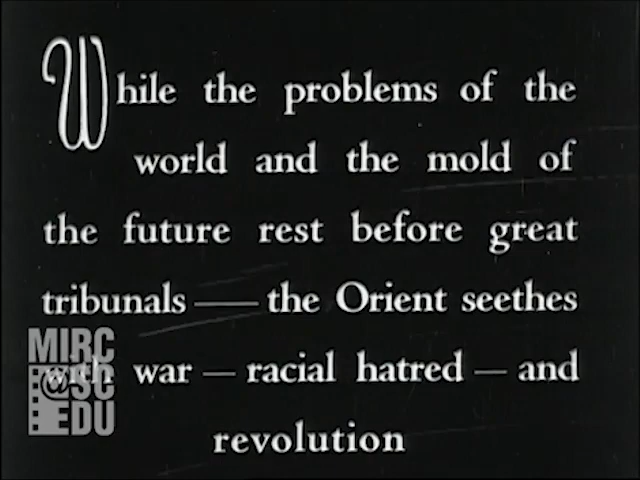 While the problems of the
world and the mold of
the future rest before great
tribunals — the Orient seethes
with war — racial hatred — and
revolution
MIRC
@SC
EDU